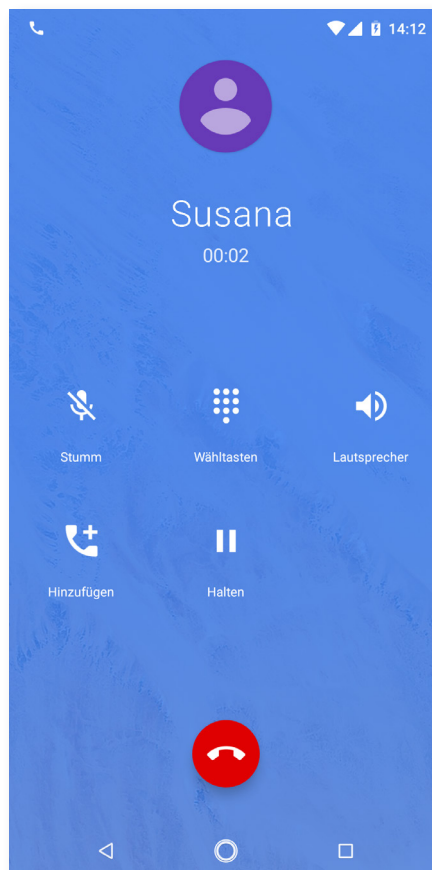 14:12
Susana
00:02
Stumm Wähltasten Lautsprecher
Hinzufügen Halten